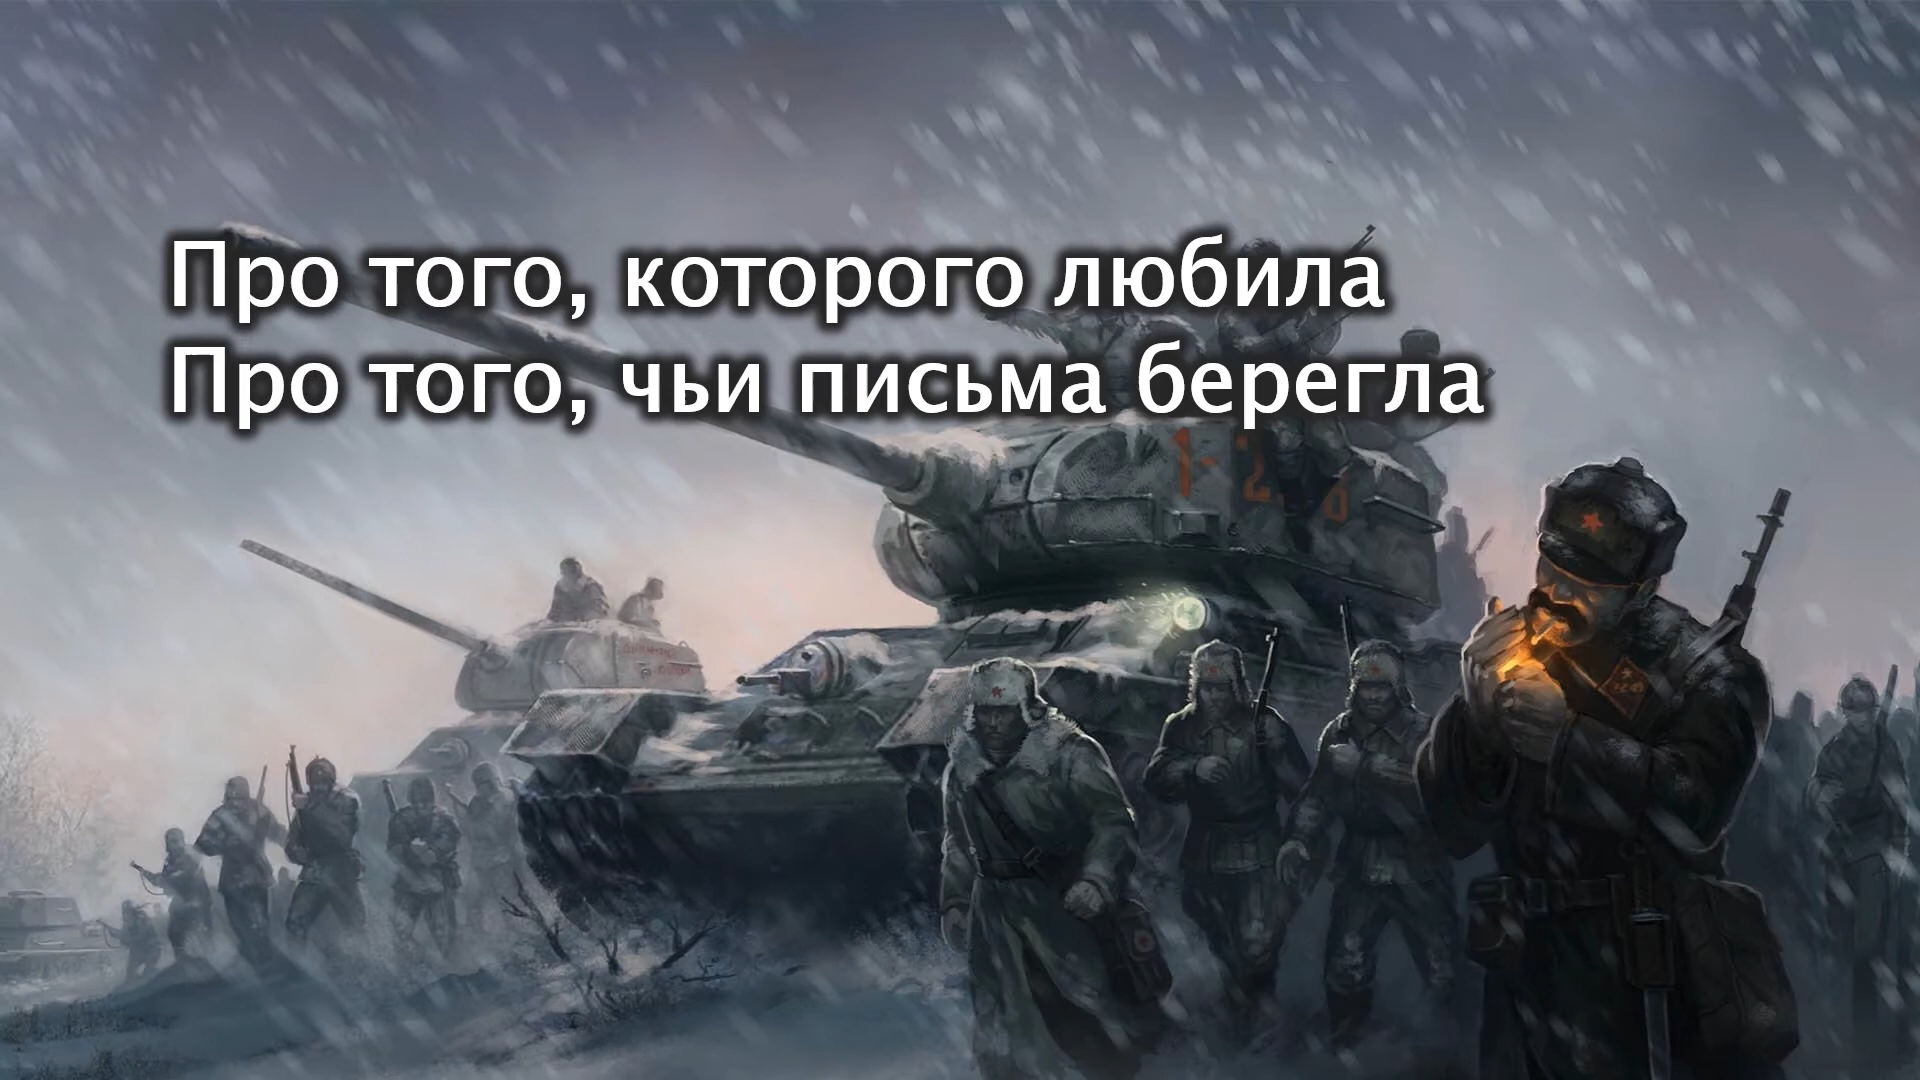 Про того, которого любила
Про того, чьи письма берегла